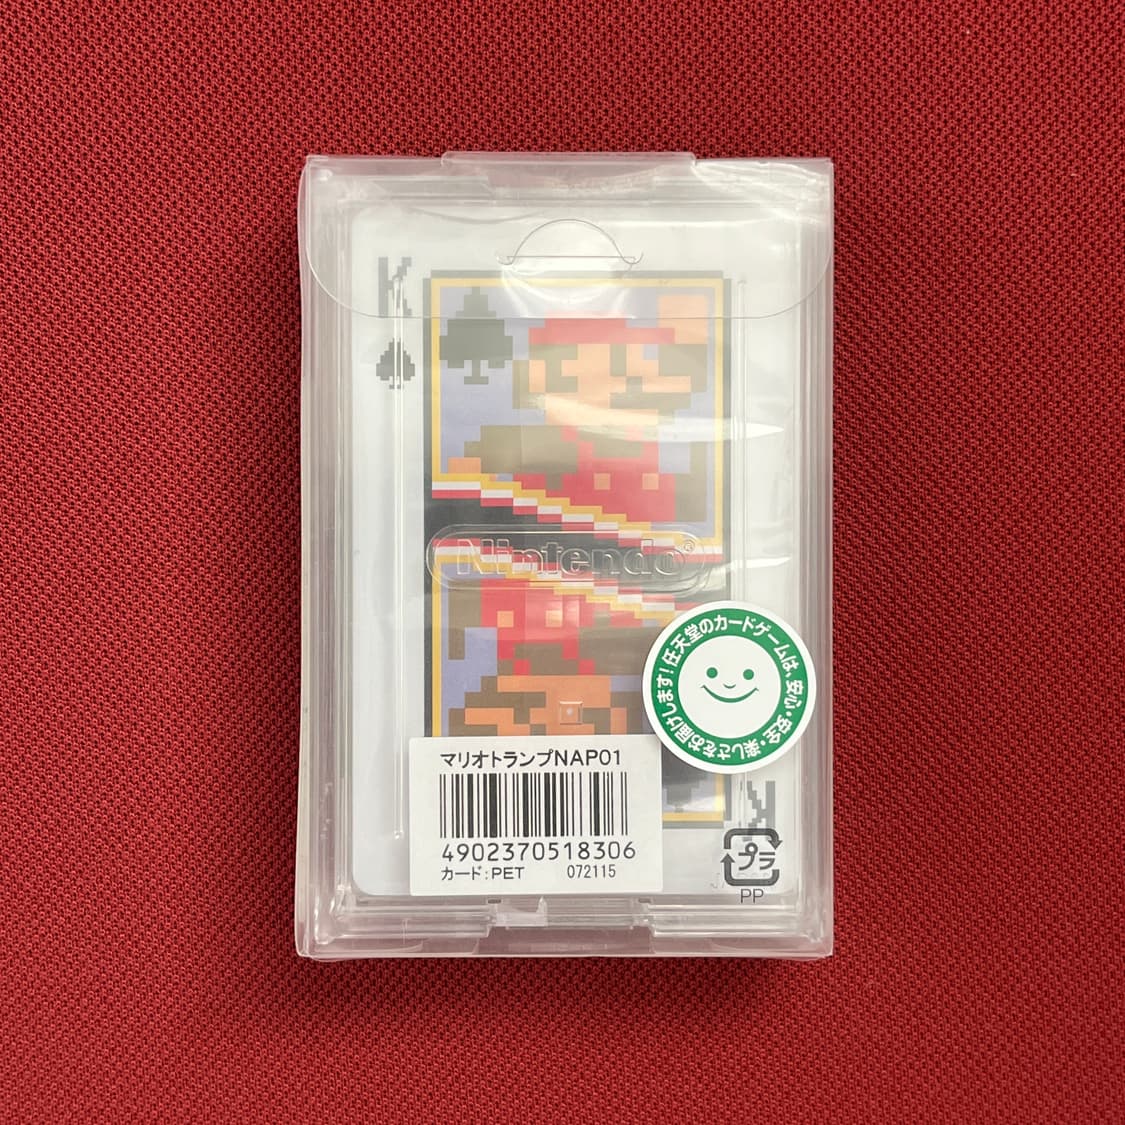 K
Nintendo®
任天堂のカードゲームは、安心・安全・楽しさをお届けします!
マリオトランプNAP01
4902370518306
カード:PET 072115
K
プラ
PP